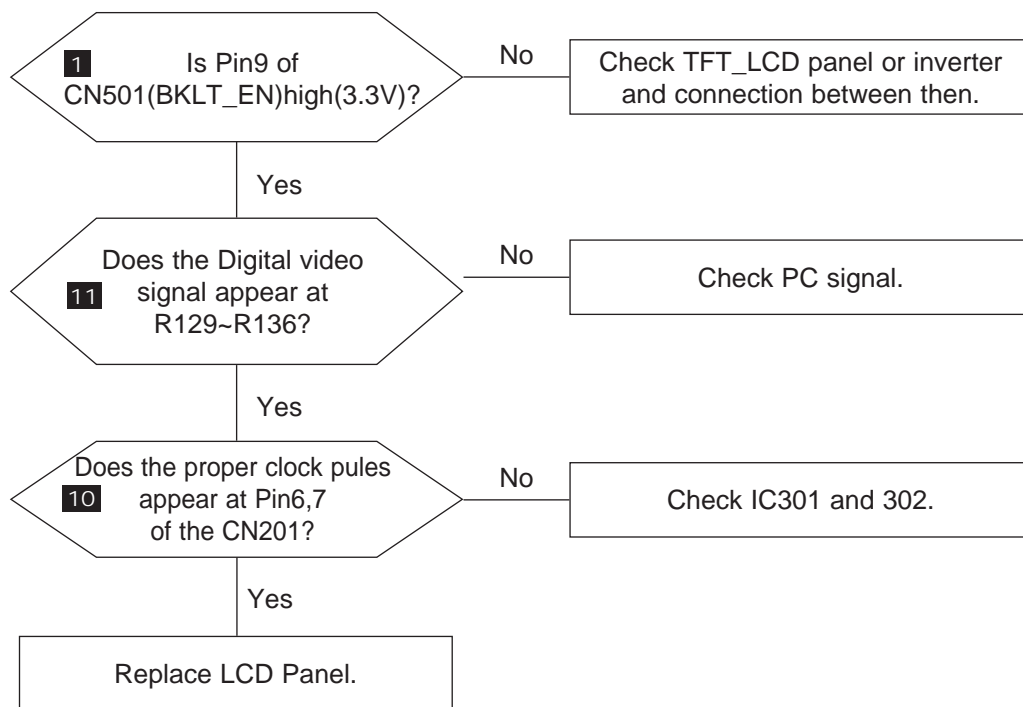 1
Is Pin9 of
CN501(BKLT_EN)high(3.3V)?
No
Check TFT_LCD panel or inverter
and connection between then.
Yes
11
Does the Digital video
signal appear at
R129~R136?
No
Check PC signal.
Yes
10
Does the proper clock pules
appear at Pin6,7
of the CN201?
No
Check IC301 and 302.
Yes
Replace LCD Panel.